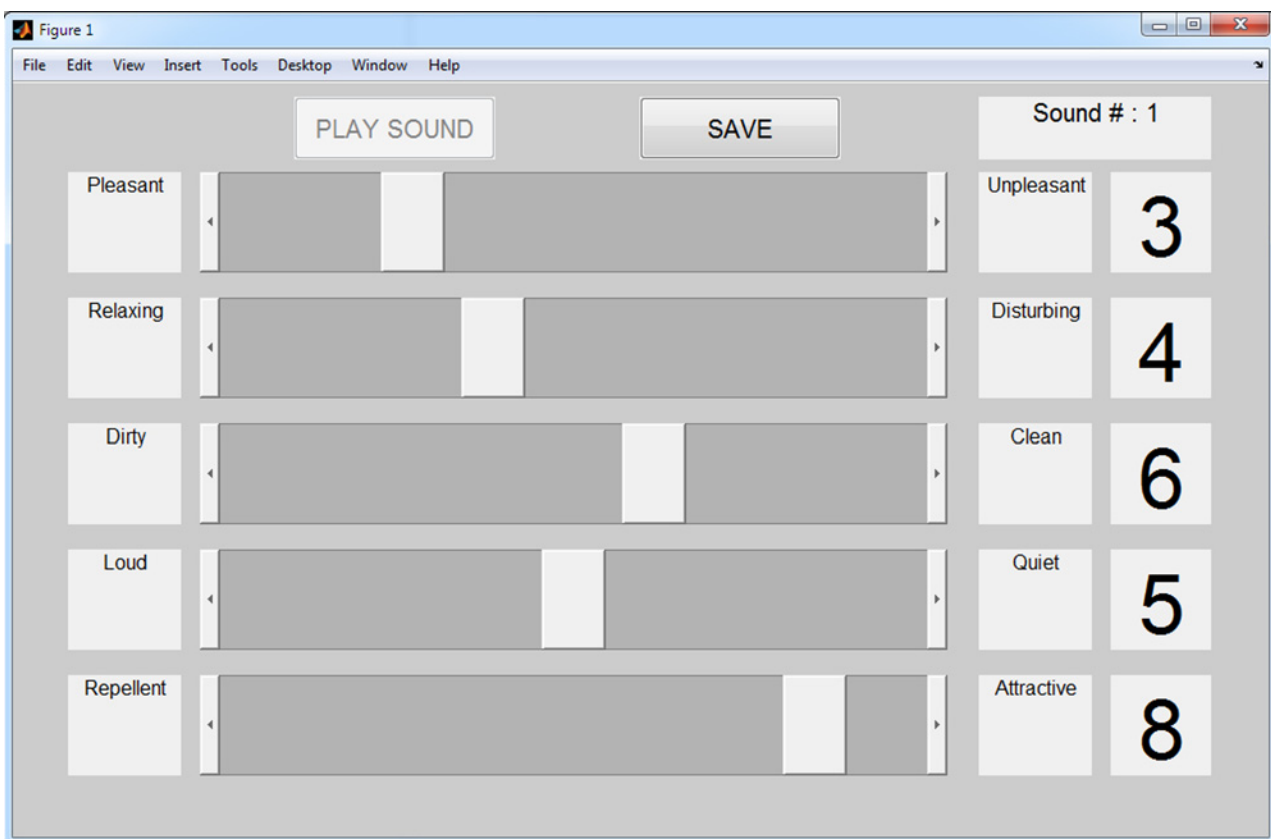 Figure 1
File Edit View Insert Tools Desktop Window Help
PLAY SOUND SAVE Sound # : 1
Pleasant Unpleasant 3
Relaxing Disturbing 4
Dirty Clean 6
Loud Quiet 5
Repellent Attractive 8